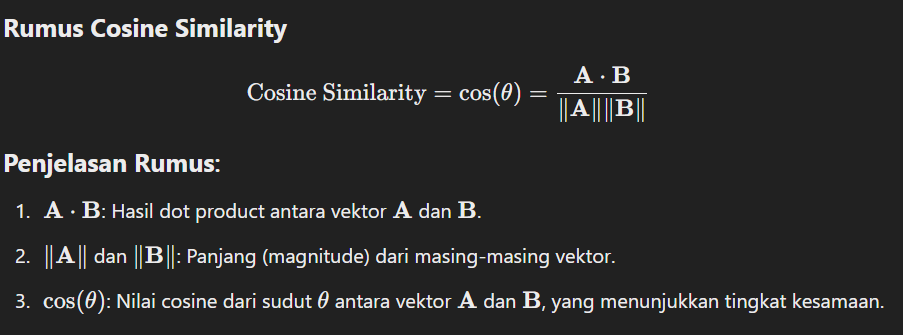 Rumus Cosine Similarity
Cosine Similarity = cos(θ) = A · B / ‖A‖‖B‖
Penjelasan Rumus:
1. A · B: Hasil dot product antara vektor A dan B.
2. ‖A‖ dan ‖B‖: Panjang (magnitude) dari masing-masing vektor.
3. cos(θ): Nilai cosine dari sudut θ antara vektor A dan B, yang menunjukkan tingkat kesamaan.